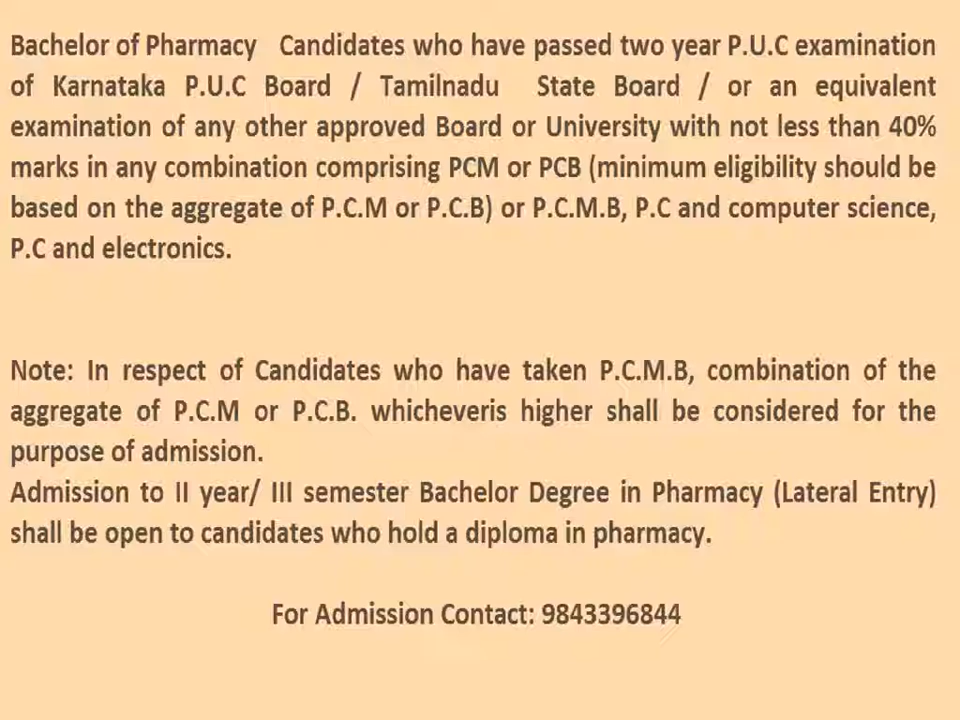 Bachelor of Pharmacy Candidates who have passed two year P.U.C examination
of Karnataka P.U.C Board / Tamilnadu State Board / or an equivalent
examination of any other approved Board or University with not less than 40%
marks in any combination comprising PCM or PCB (minimum eligibility should be
based on the aggregate of P.C.M or P.C.B) or P.C.M.B, P.C and computer science,
P.C and electronics.
Note: In respect of Candidates who have taken P.C.M.B, combination of the
aggregate of P.C.M or P.C.B. whicheveris higher shall be considered for the
purpose of admission.
Admission to II year/ III semester Bachelor Degree in Pharmacy (Lateral Entry)
shall be open to candidates who hold a diploma in pharmacy.
For Admission Contact: 9843396844